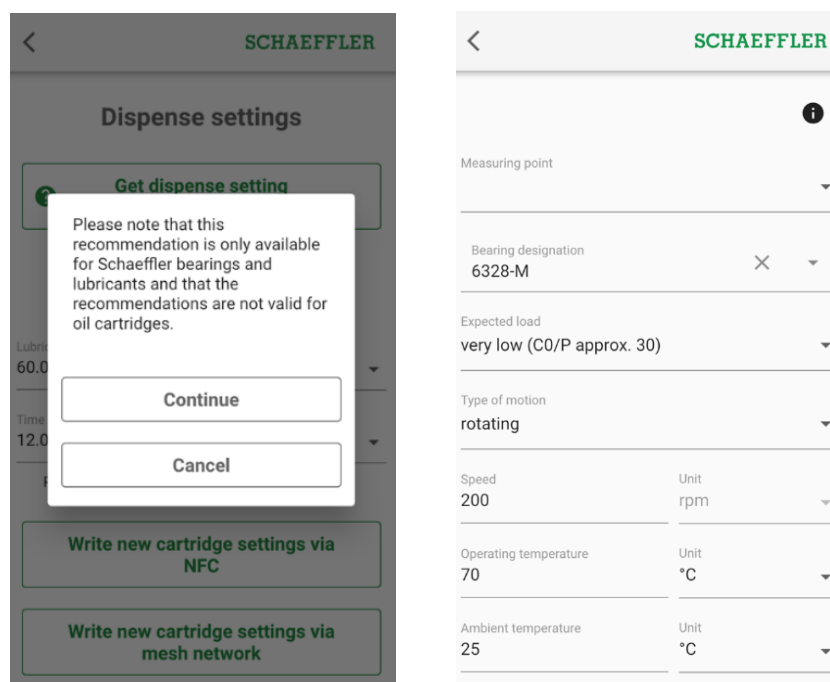 SCHAEFFLER
Dispense settings
Get dispense setting
Please note that this
recommendation is only available
for Schaeffler bearings and
lubricants and that the
recommendations are not valid for
oil cartridges.
60.0
Time
12.0
Continue
Cancel
Write new cartridge settings via
NFC
Write new cartridge settings via
mesh network
SCHAEFFLER
Measuring point
Bearing designation
6328-M
Expected load
very low (C0/P approx. 30)
Type of motion
rotating
Speed
Unit
200
rpm
Operating temperature
Unit
70
°C
Ambient temperature
Unit
25
°C